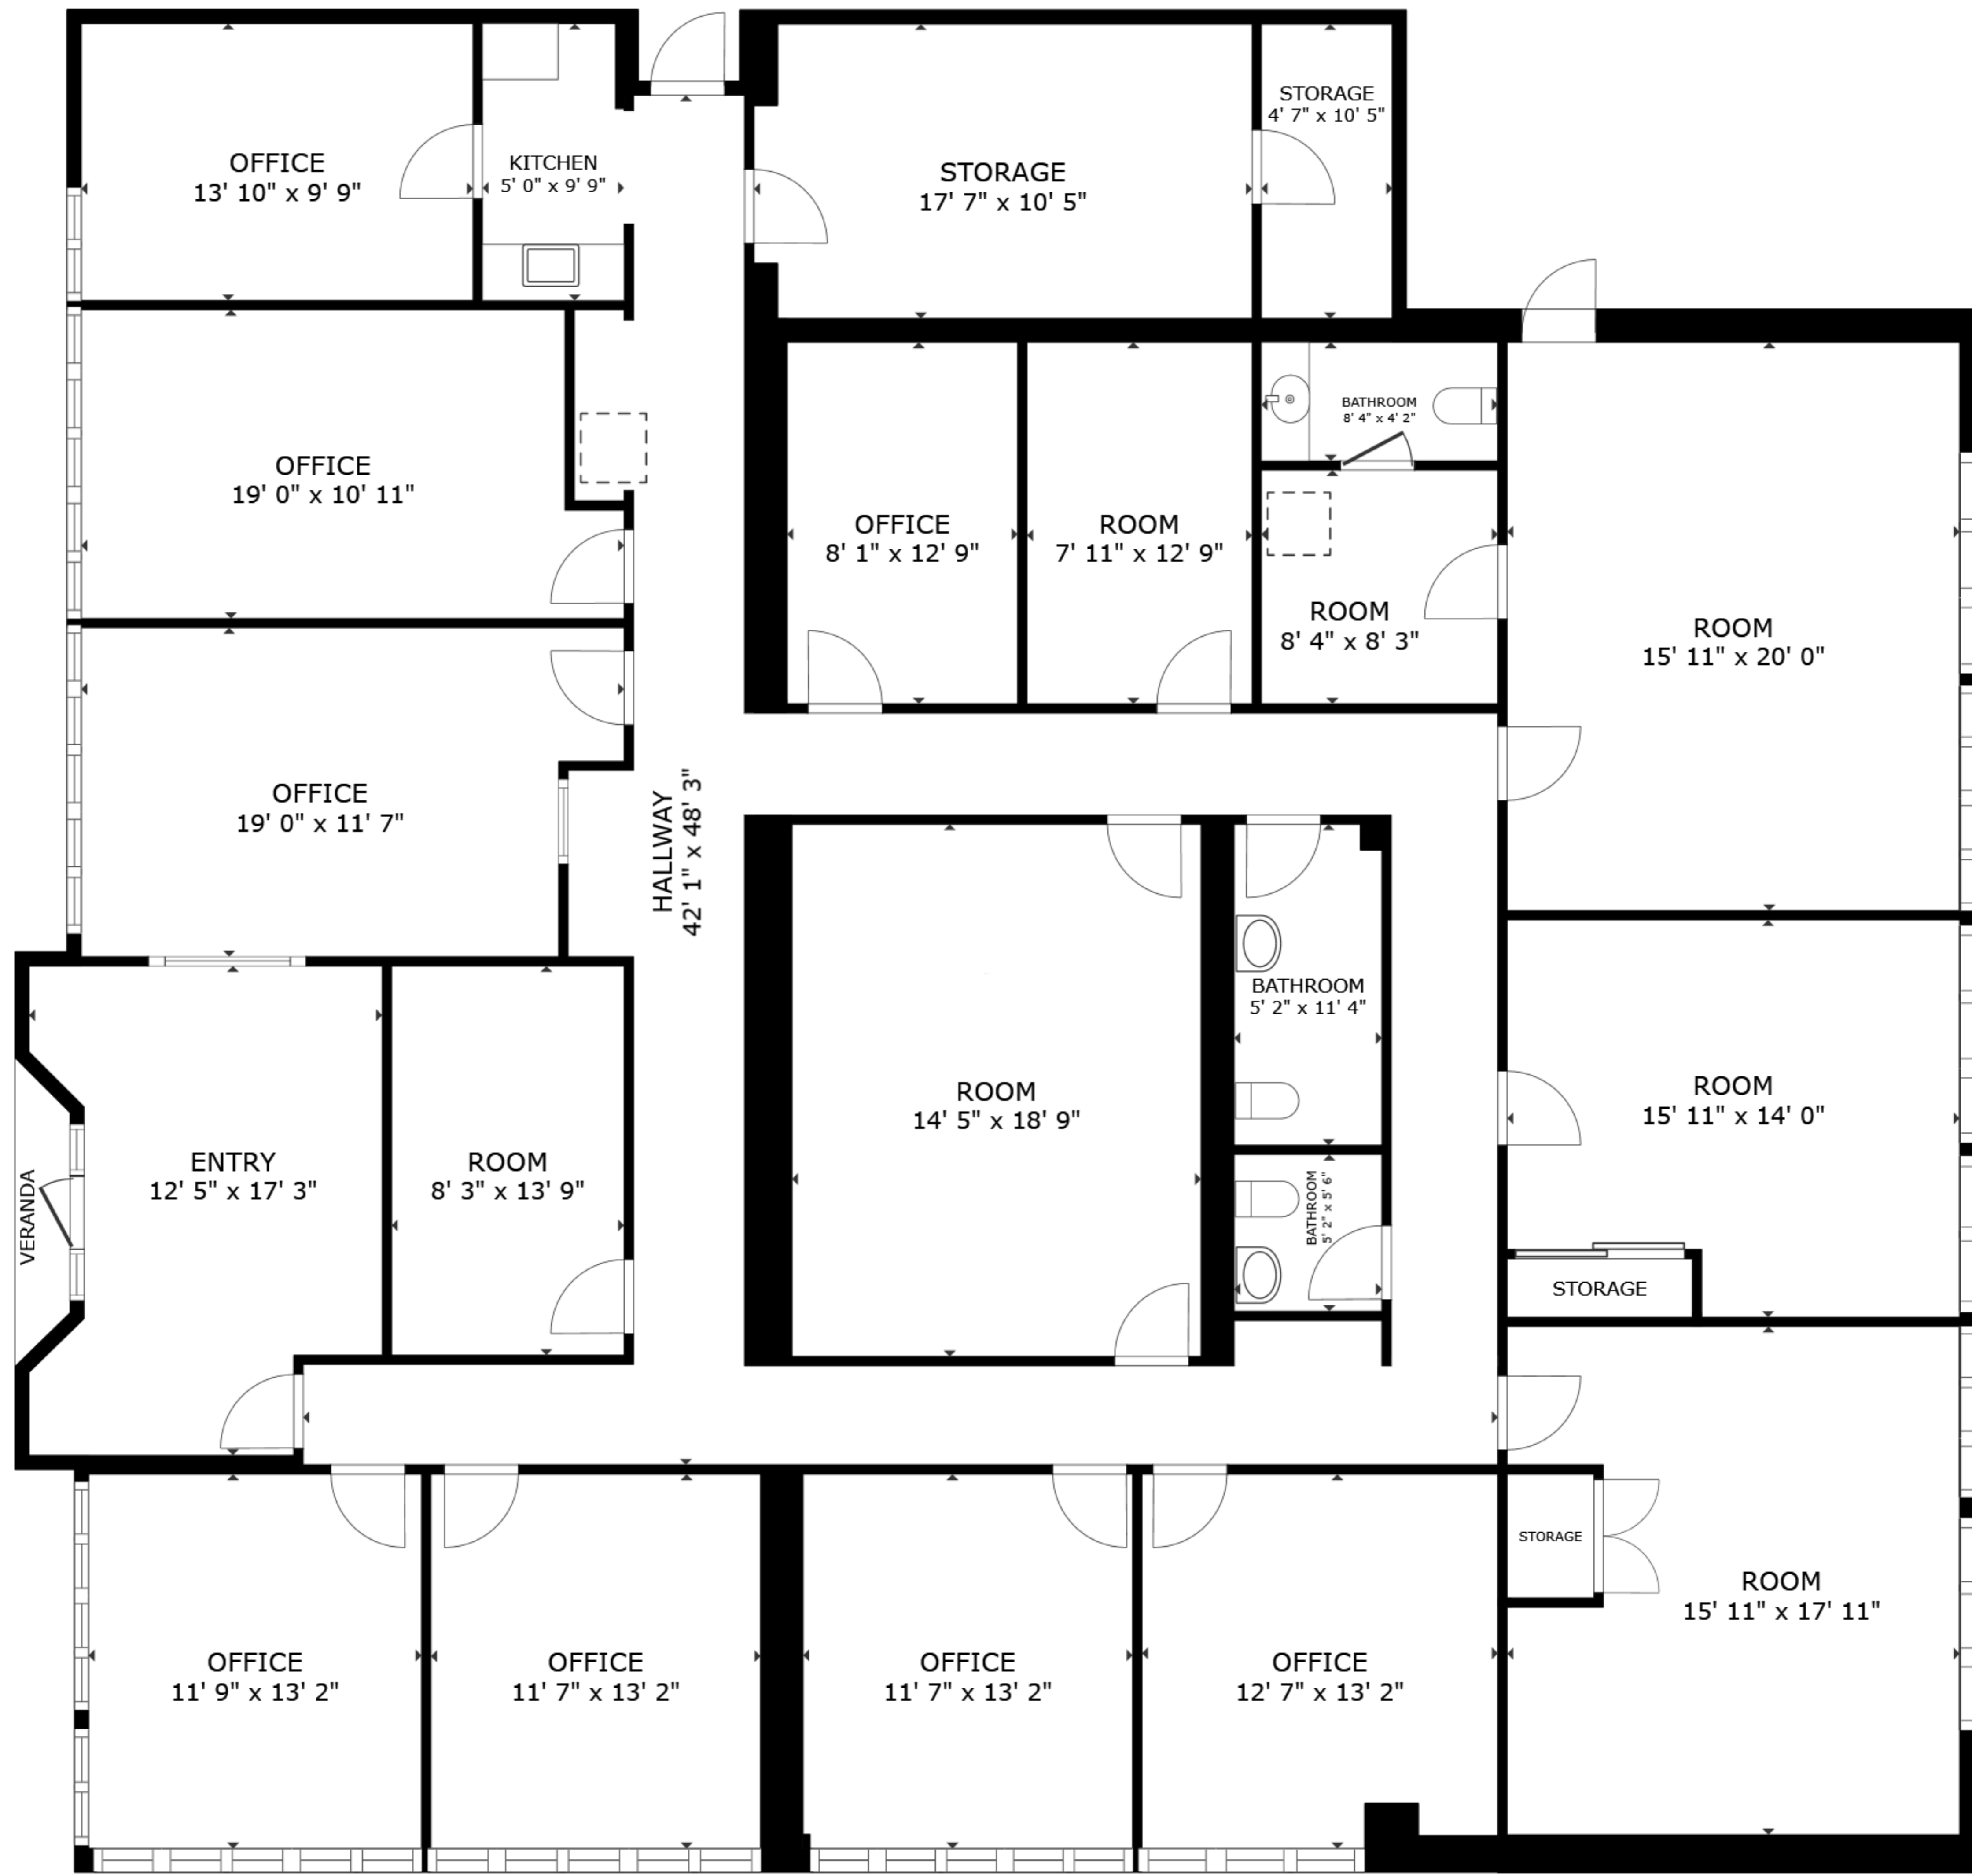 OFFICE
13' 10" x 9' 9"
KITCHEN
5' 0" x 9' 9"
STORAGE
17' 7" x 10' 5"
STORAGE
4' 7" x 10' 5"
OFFICE
19' 0" x 10' 11"
OFFICE
8' 1" x 12' 9"
ROOM
7' 11" x 12' 9"
BATHROOM
8' 4" x 4' 2"
ROOM
8' 4" x 8' 3"
ROOM
15' 11" x 20' 0"
OFFICE
19' 0" x 11' 7"
HALLWAY
42' 1" x 48' 3"
BATHROOM
5' 2" x 11' 4"
ROOM
14' 5" x 18' 9"
ROOM
15' 11" x 14' 0"
VERANDA
ENTRY
12' 5" x 17' 3"
ROOM
8' 3" x 13' 9"
BATHROOM
5' 2" x 5' 6"
STORAGE
STORAGE
ROOM
15' 11" x 17' 11"
OFFICE
11' 9" x 13' 2"
OFFICE
11' 7" x 13' 2"
OFFICE
11' 7" x 13' 2"
OFFICE
12' 7" x 13' 2"